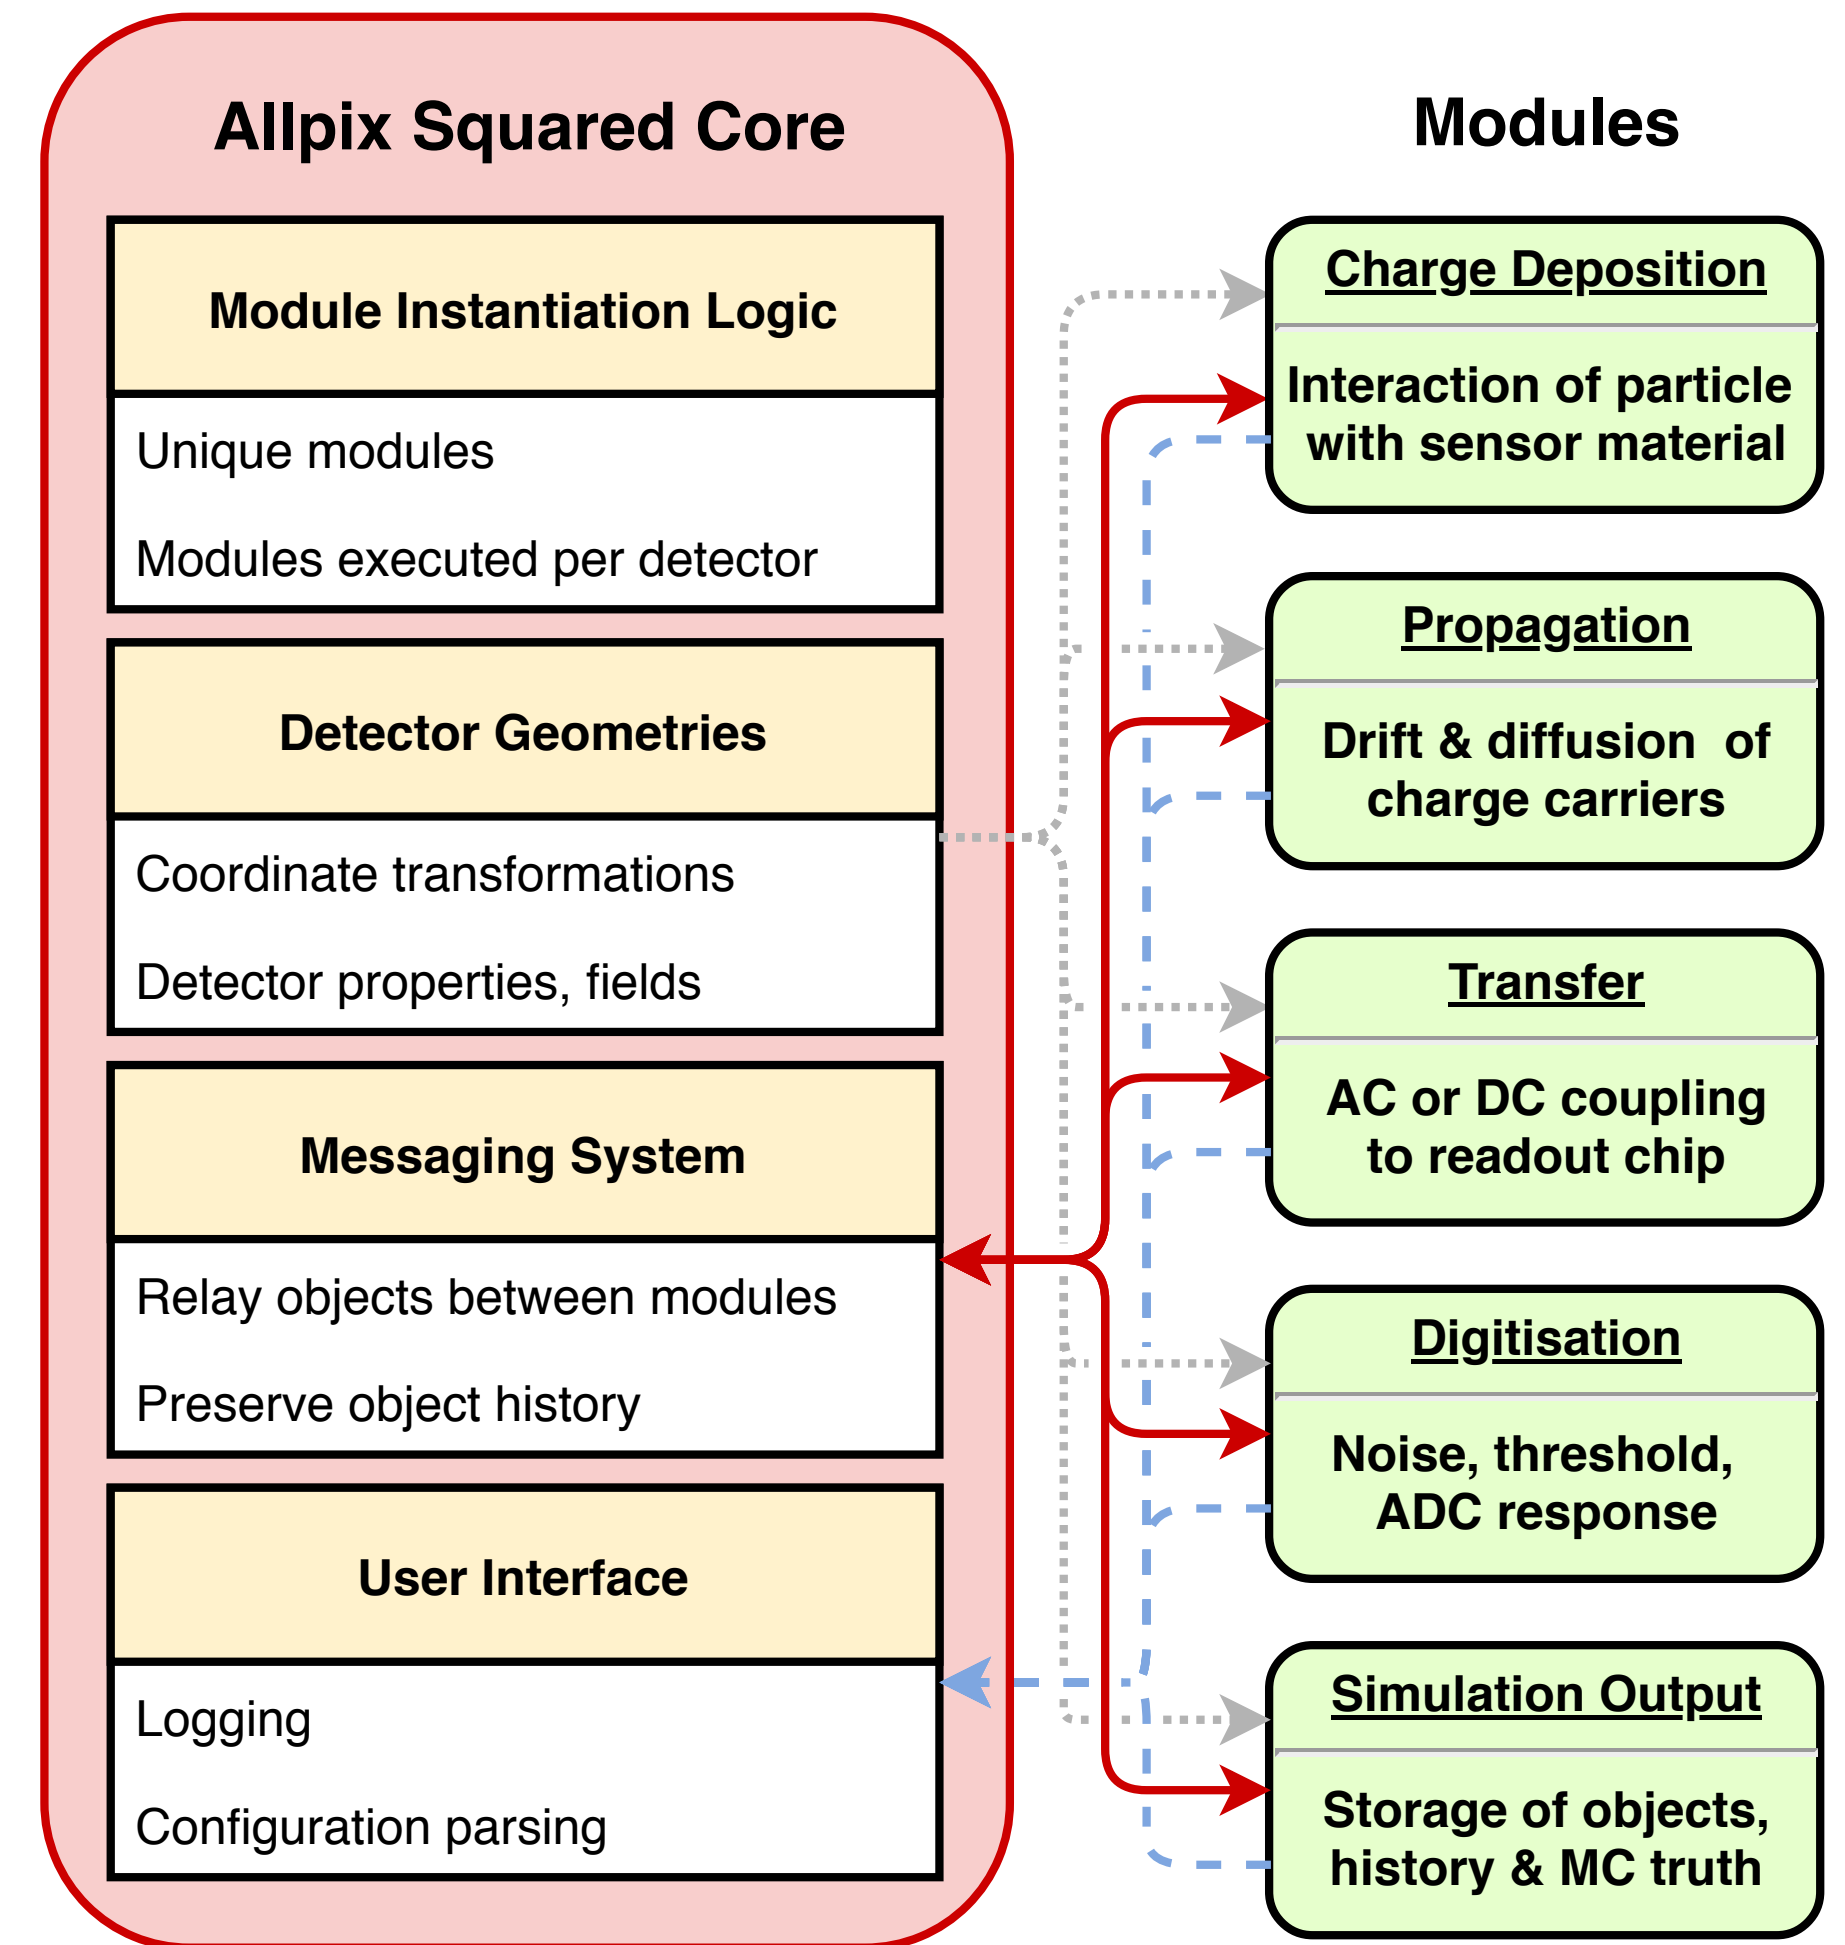 Allpix Squared Core
Module Instantiation Logic
Unique modules
Modules executed per detector
Detector Geometries
Coordinate transformations
Detector properties, fields
Messaging System
Relay objects between modules
Preserve object history
User Interface
Logging
Configuration parsing
Modules
Charge Deposition
Interaction of particle
with sensor material
Propagation
Drift & diffusion of
charge carriers
Transfer
AC or DC coupling
to readout chip
Digitisation
Noise, threshold,
ADC response
Simulation Output
Storage of objects,
history & MC truth